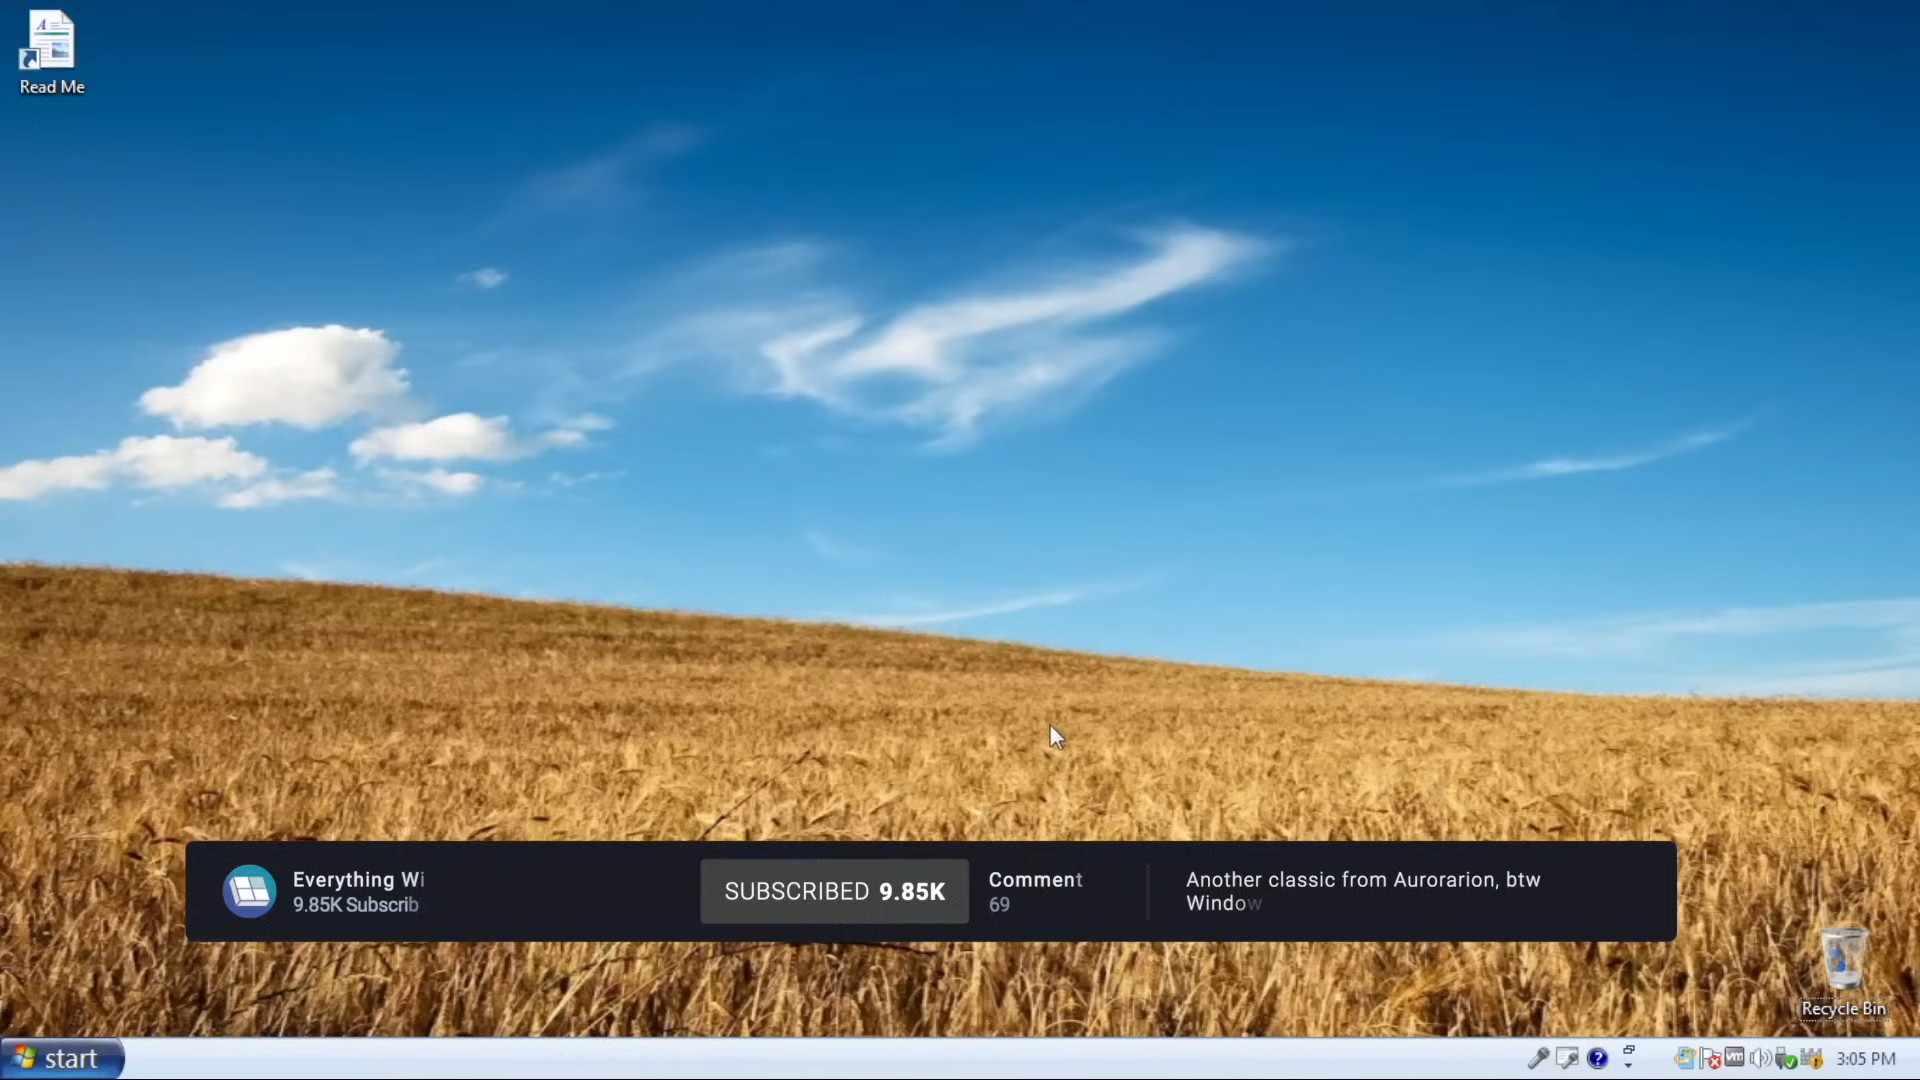 Read Me
Everything Wi
9.85K Subscrib
SUBSCRIBED 9.85K
Comment
69
Another classic from Aurorarion, btw
Window
Recycle Bin
start
vm
3:05 PM